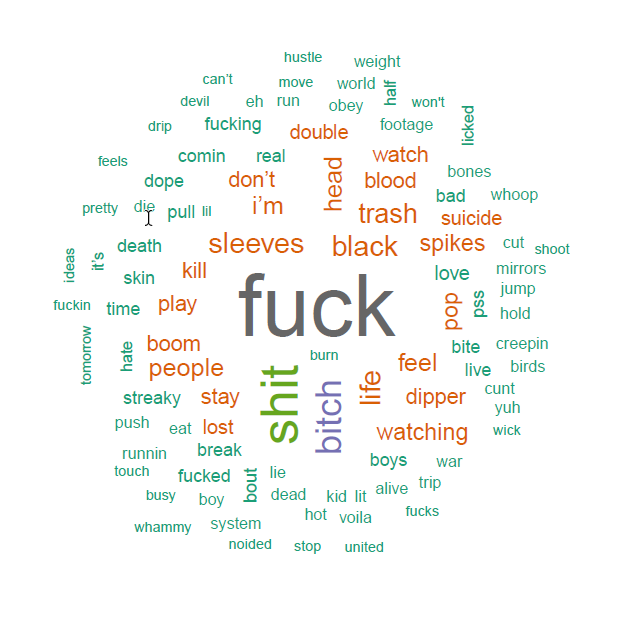 hustle
weight
can't
move
world
half
devil
eh
run
obey
won't
licked
drip
fucking
double
footage
feels
comin
real
head
watch
bones
dope
don't
blood
bad
whoop
pretty
die
pull
lil
i'm
trash
suicide
ideas
it's
death
sleeves
black
spikes
cut
shoot
skin
kill
love
mirrors
fuckin
time
play
fuck
pop
pss
jump
hold
tomorrow
hate
boom
people
burn
feel
bite
live
creepin
birds
streaky
stay
shit
bitch
life
dipper
cunt
yuh
push
eat
lost
watching
wick
runnin
break
touch
fucked
bout
lie
boys
war
busy
boy
dead
kid
lit
alive
trip
whammy
system
hot
voila
fucks
noided
stop
united